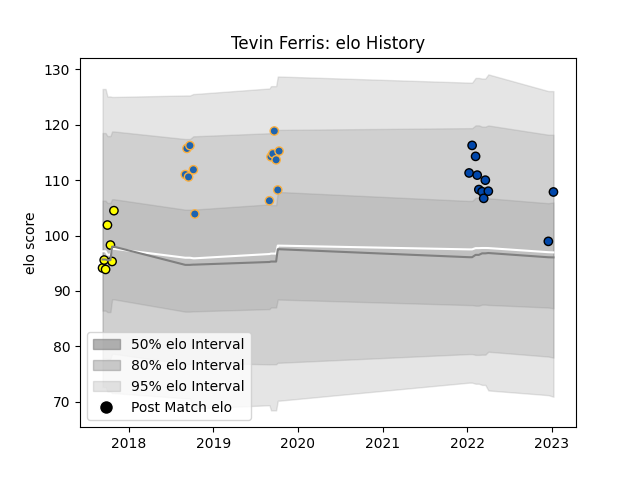 Tevin Ferris: elo History
elo score
130
120
110
100
90
80
70
50% elo Interval
80% elo Interval
95% elo Interval
Post Match elo
2018
2019
2020
2021
2022
2023